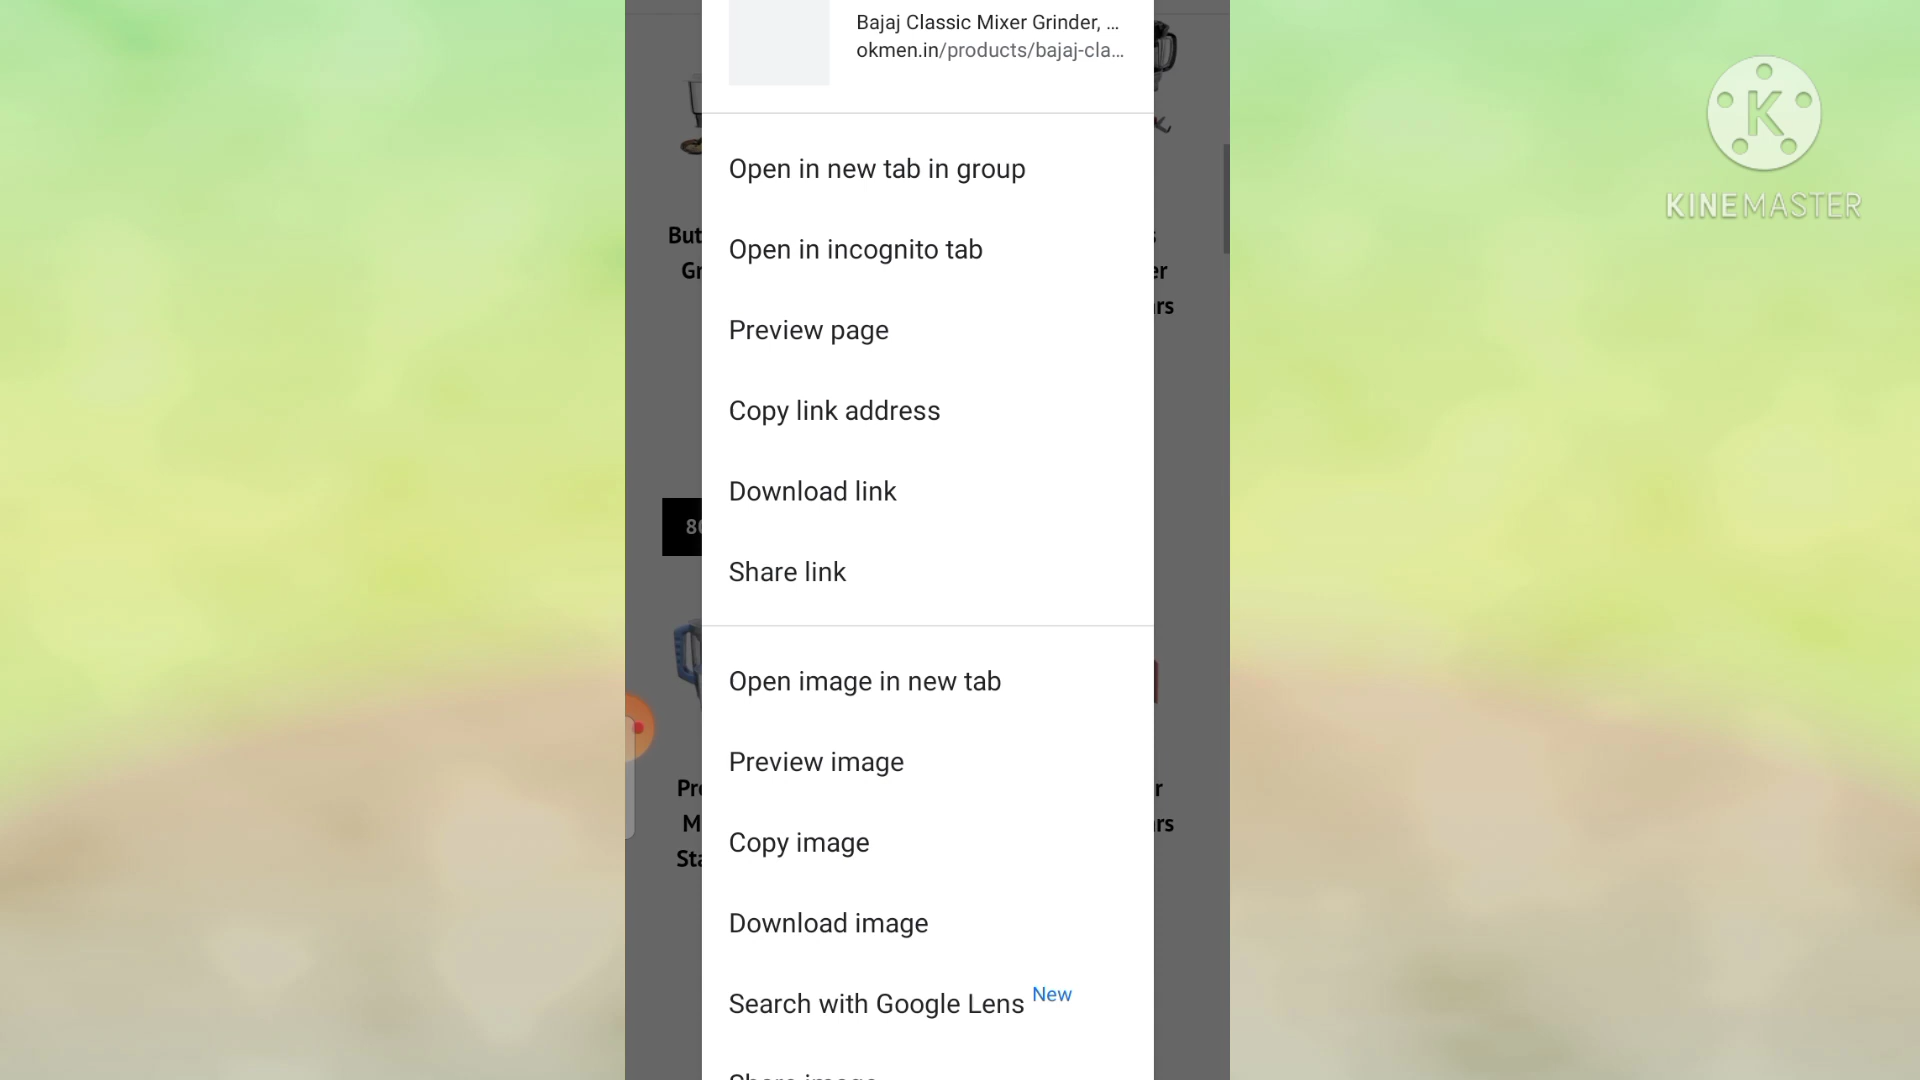 Bajaj Classic Mixer Grinder, ...
okmen.in/products/bajaj-cla...
KINEMASTER
Open in new tab in group
Open in incognito tab
Preview page
Copy link address
Download link
Share link
Open image in new tab
Preview image
Copy image
Download image
Search with Google Lens New
Share image